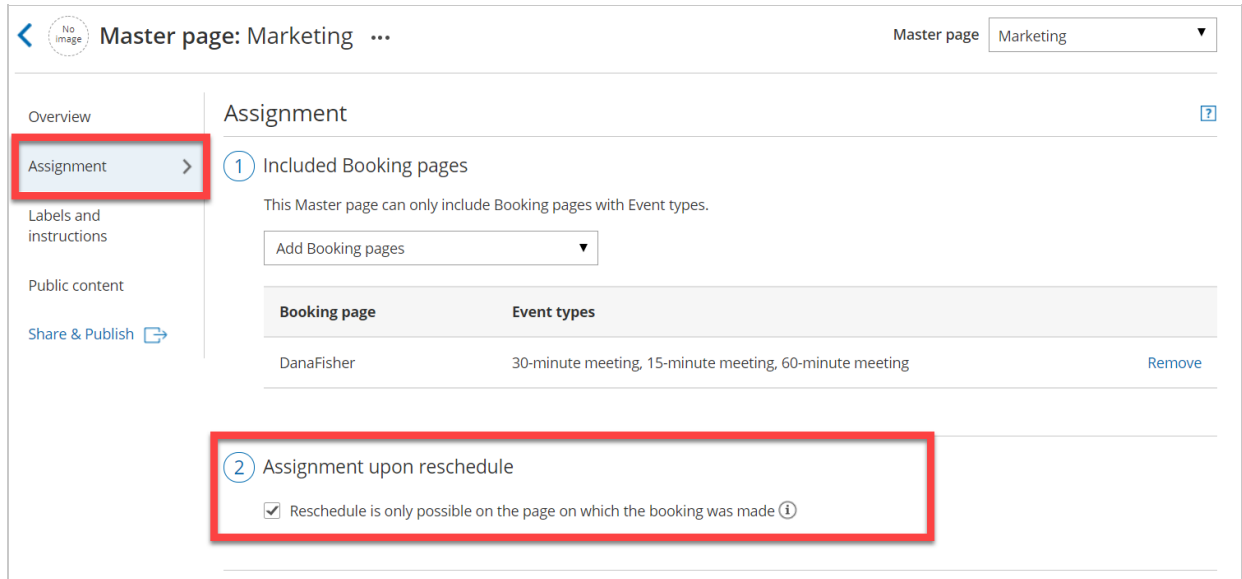 No image
Master page: Marketing ...
Master page Marketing
Overview
Assignment
Labels and
instructions
Public content
Share & Publish
Assignment ?
1 Included Booking pages
This Master page can only include Booking pages with Event types.
Add Booking pages
Booking page Event types
DanaFisher 30-minute meeting, 15-minute meeting, 60-minute meeting Remove
2 Assignment upon reschedule
Reschedule is only possible on the page on which the booking was made i